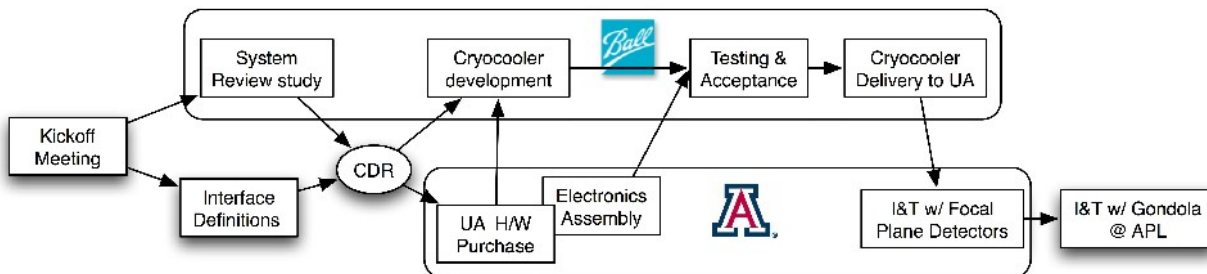 System
Review study
Cryocooler
development
Ball
Testing &
Acceptance
Cryocooler
Delivery to UA
Kickoff
Meeting
CDR
Interface
Definitions
UA H/W
Purchase
Electronics
Assembly
A
I&T w/ Focal
Plane Detectors
I&T w/ Gondola
@ APL